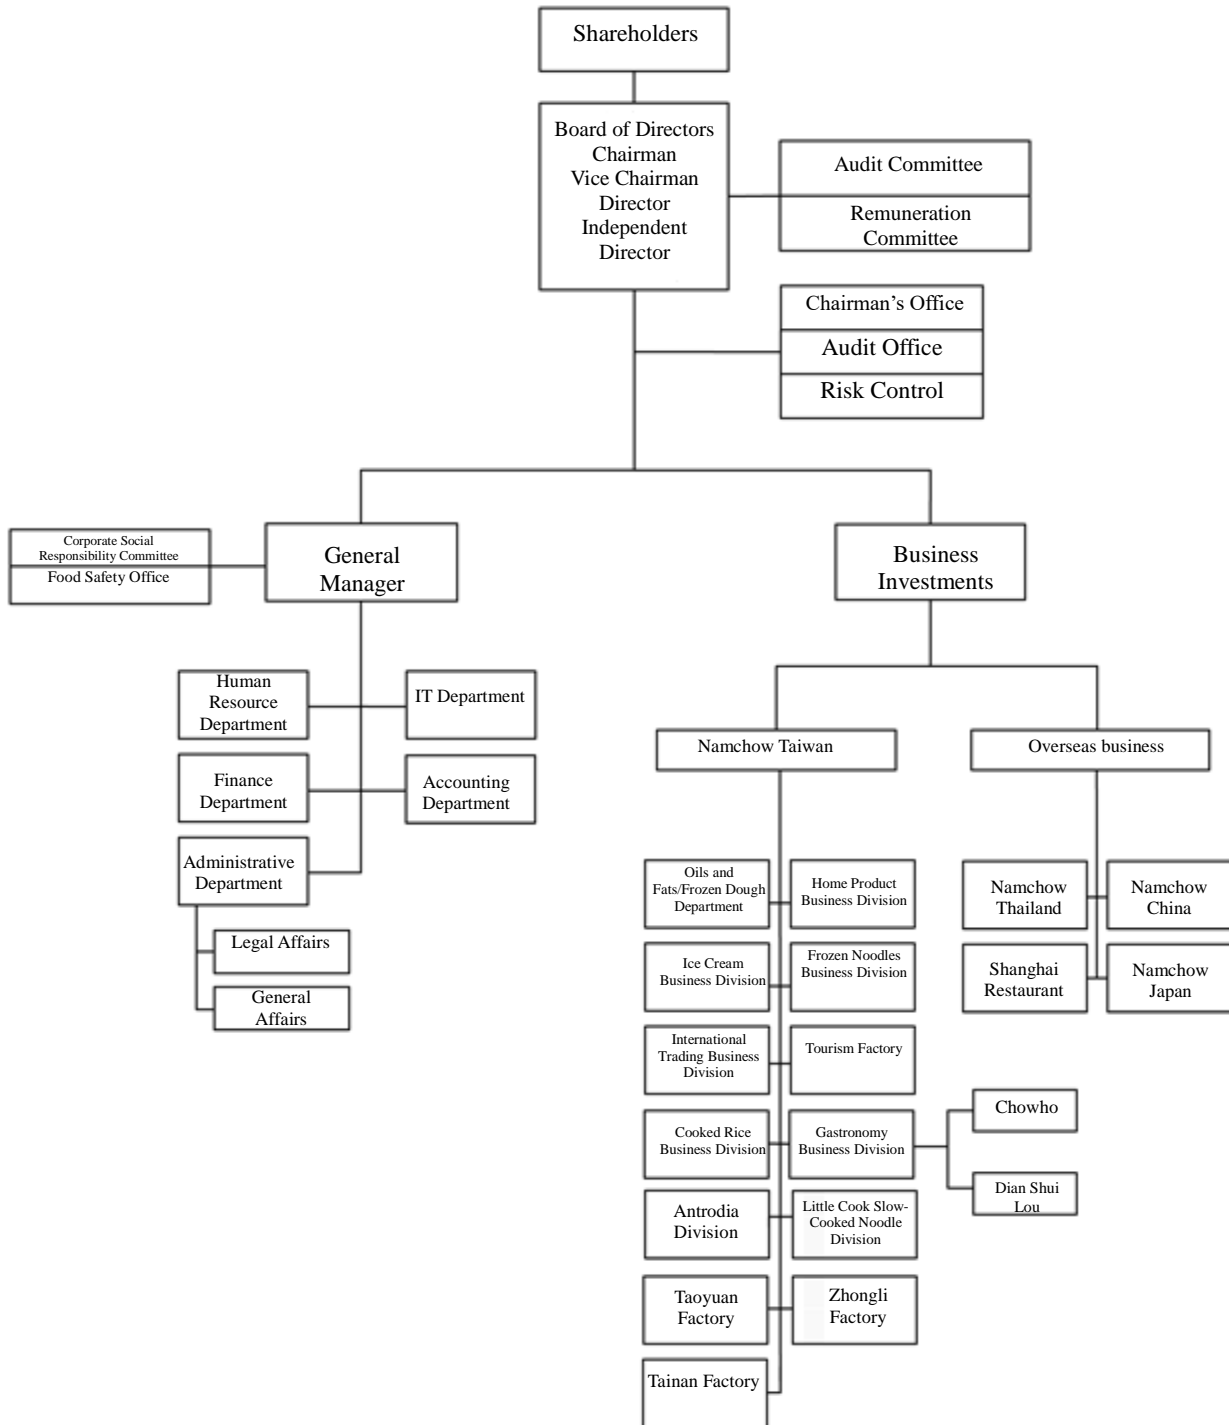 Shareholders
Board of Directors
Chairman
Vice Chairman
Director
Independent
Director
Audit Committee
Remuneration
Committee
Chairman’s Office
Audit Office
Risk Control
Corporate Social
Responsibility Committee
Food Safety Office
General
Manager
Business
Investments
Human
Resource
Department
IT Department
Finance
Department
Accounting
Department
Administrative
Department
Legal Affairs
General
Affairs
Namchow Taiwan
Overseas business
Oils and
Fats/Frozen Dough
Department
Home Product
Business Division
Ice Cream
Business Division
Frozen Noodles
Business Division
International
Trading Business
Division
Tourism Factory
Cooked Rice
Business Division
Gastronomy
Business Division
Chowho
Dian Shui
Lou
Antrodia
Division
Little Cook Slow-
Cooked Noodle
Division
Taoyuan
Factory
Zhongli
Factory
Tainan Factory
Namchow
Thailand
Namchow
China
Shanghai
Restaurant
Namchow
Japan